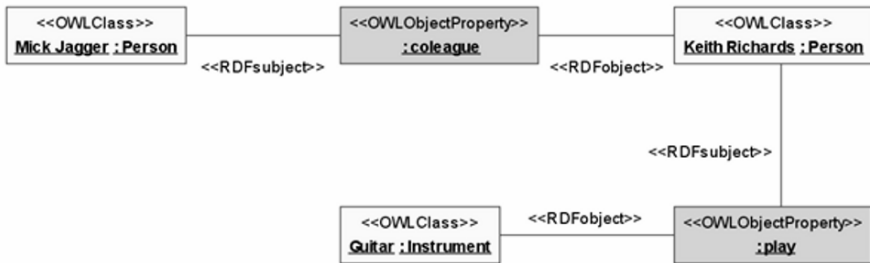 <<OWLClass>>
Mick Jagger :Person
<<OWLObjectProperty>>
:coleague
<<OWLClass>>
Keith Richards :Person
<<RDFsubject>>
<<RDFobject>>
<<RDFsubject>>
<<OWLClass>>
Guitar :Instrument
<<RDFobject>>
<<OWLObjectProperty>>
:play